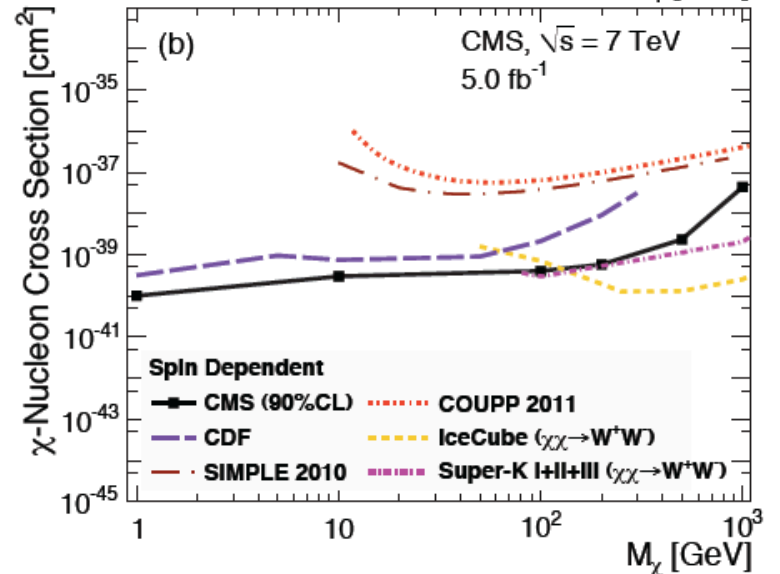 (b)
CMS, √s = 7 TeV
5.0 fb⁻¹
χ-Nucleon Cross Section [cm²]
10⁻³⁵
10⁻³⁷
10⁻³⁹
10⁻⁴¹
10⁻⁴³
10⁻⁴⁵
Spin Dependent
CMS (90%CL)
CDF
SIMPLE 2010
COUPP 2011
IceCube (χχ→W⁺W⁻)
Super-K I+II+III (χχ→W⁺W⁻)
1 10 10² 10³
Mχ [GeV]